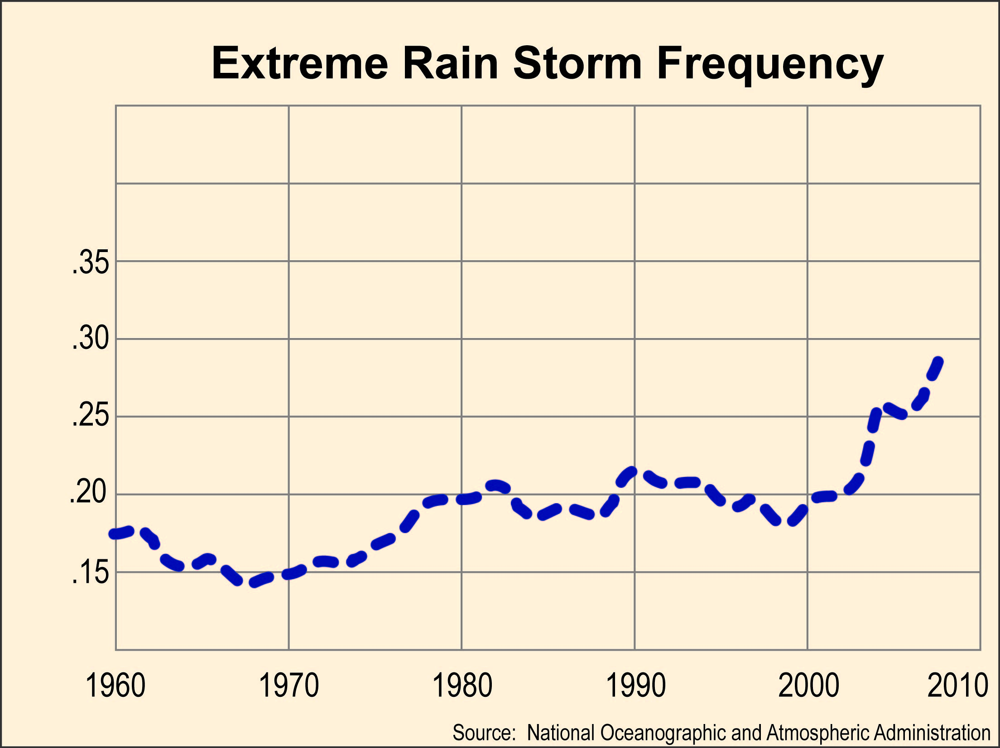 Extreme Rain Storm Frequency
.35
.30
.25
.20
.15
1960 1970 1980 1990 2000 2010
Source: National Oceanographic and Atmospheric Administration